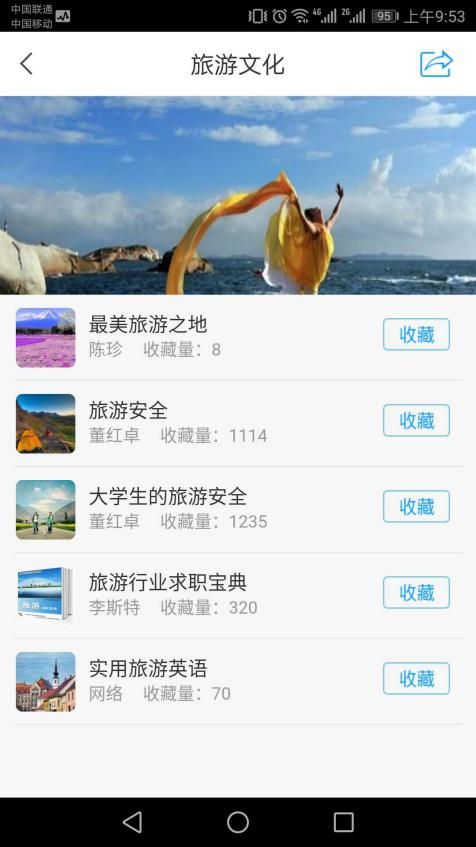 中国联通
中国移动
4G 2G 95 上午9:53
旅游文化
最美旅游之地
陈珍 收藏量：8
收藏
旅游安全
董红卓 收藏量：1114
收藏
大学生的旅游安全
董红卓 收藏量：1235
收藏
旅游
旅游行业求职宝典
李斯特 收藏量：320
收藏
实用旅游英语
网络 收藏量：70
收藏